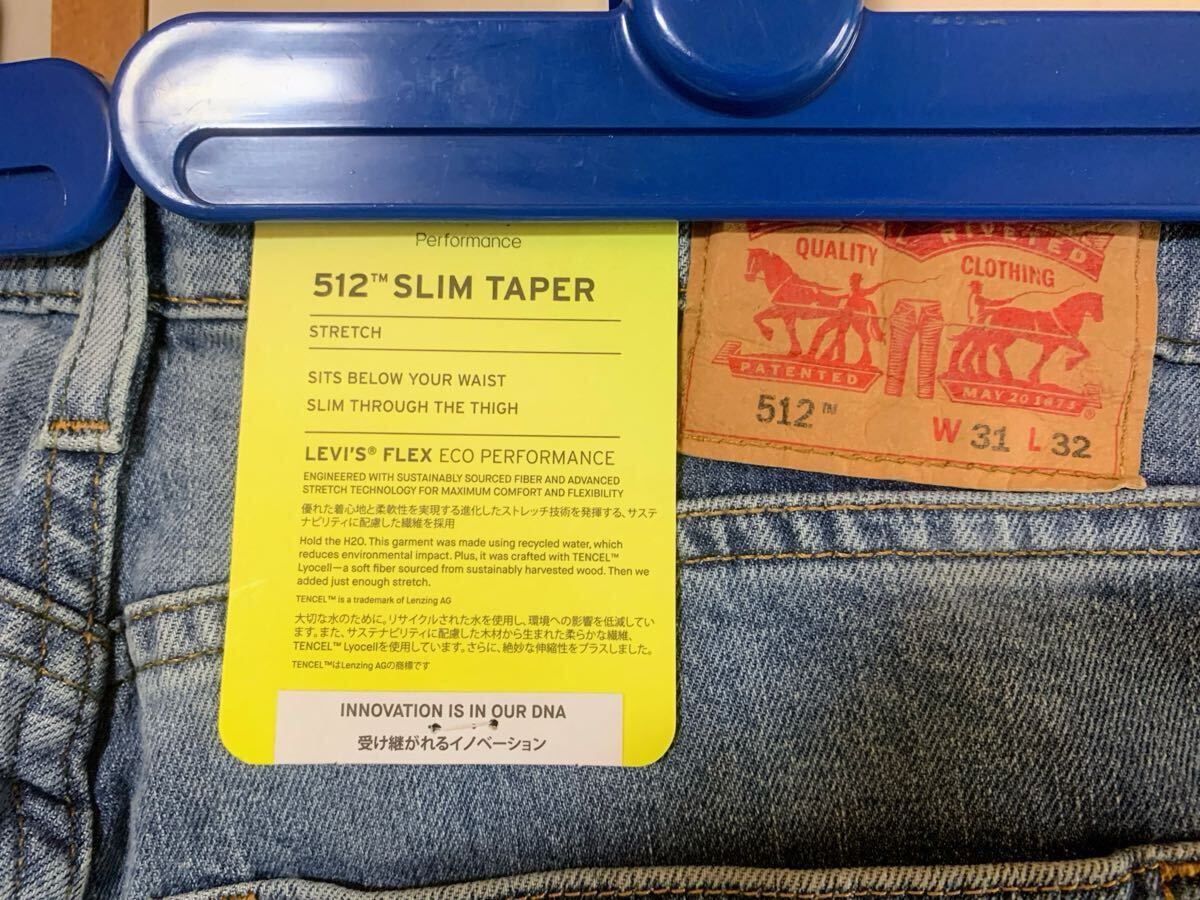 Performance
512™ SLIM TAPER
STRETCH
SITS BELOW YOUR WAIST
SLIM THROUGH THE THIGH
LEVI'S® FLEX ECO PERFORMANCE
ENGINEERED WITH SUSTAINABLY SOURCED FIBER AND ADVANCED
STRETCH TECHNOLOGY FOR MAXIMUM COMFORT AND FLEXIBILITY
優れた着心地と柔軟性を実現する進化したストレッチ技術を発揮する、サステ
ナビリティに配慮した繊維を採用
Hold the H2O. This garment was made using recycled water, which
reduces environmental impact. Plus, it was crafted with TENCEL™
Lyocell—a soft fiber sourced from sustainably harvested wood. Then we
added just enough stretch.
TENCEL™ is a trademark of Lenzing AG
大切な水のために。リサイクルされた水を使用し、環境への影響を低減してい
ます。また、サステナビリティに配慮した木材から生まれた柔らかな繊維、
TENCEL™ Lyocellを使用しています。さらに、絶妙な伸縮性をプラスしました。
TENCEL™はLenzing AGの商標です
INNOVATION IS IN OUR DNA
受け継がれるイノベーション
RIVETED
QUALITY CLOTHING
PATENTED MAY 20 1873 ®
512™ W 31 L 32